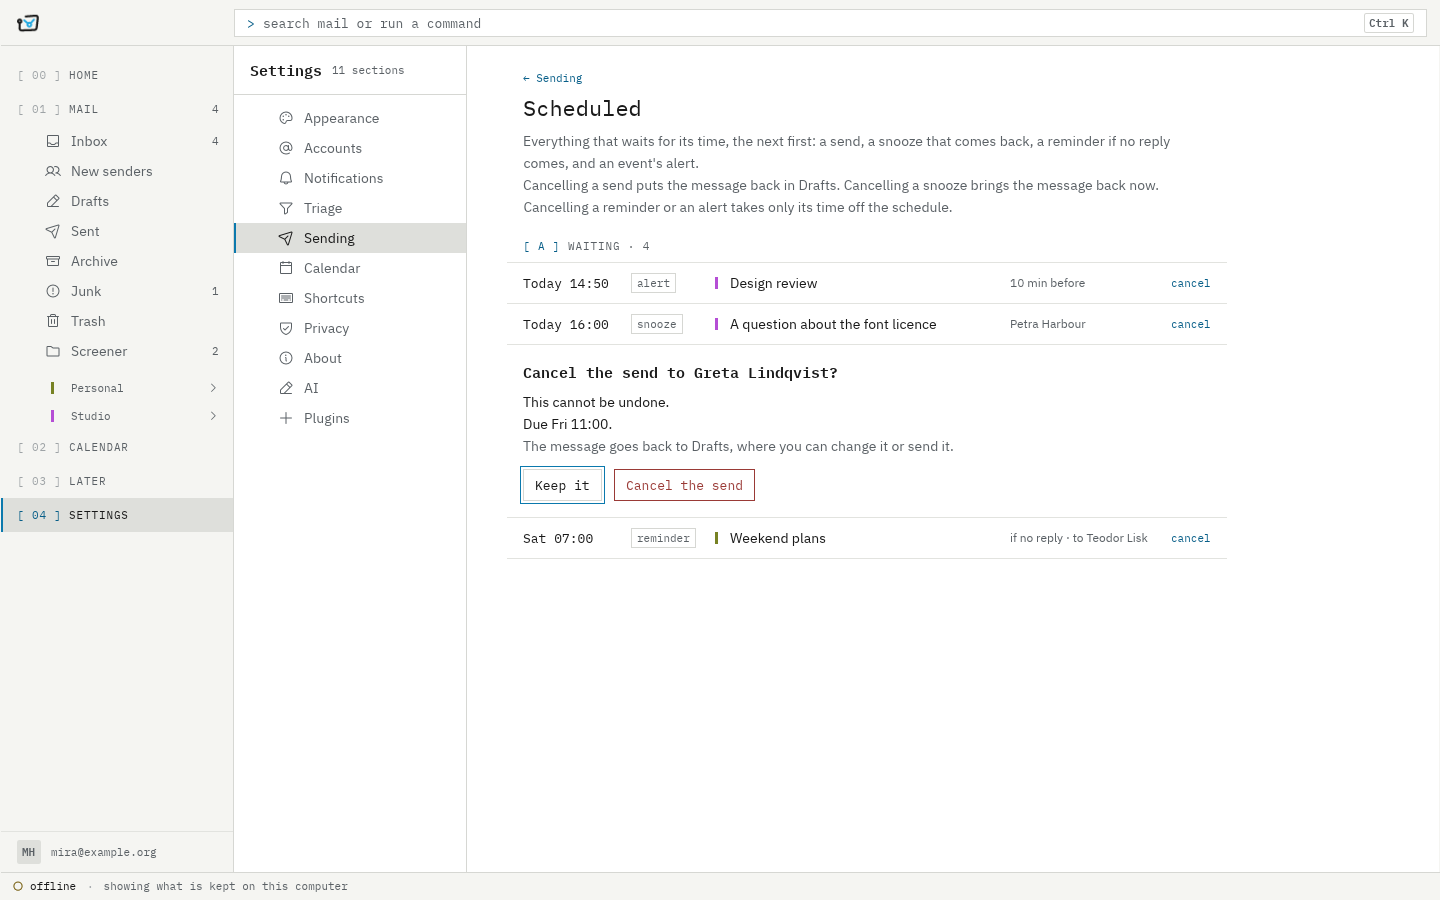 > search mail or run a command Ctrl K
[ 00 ] HOME
[ 01 ] MAIL 4
Inbox 4
New senders
Drafts
Sent
Archive
Junk 1
Trash
Screener 2
Personal
Studio
[ 02 ] CALENDAR
[ 03 ] LATER
[ 04 ] SETTINGS
MH mira@example.org
Settings 11 sections
Appearance
Accounts
Notifications
Triage
Sending
Calendar
Shortcuts
Privacy
About
AI
Plugins
← Sending
Scheduled
Everything that waits for its time, the next first: a send, a snooze that comes back, a reminder if no reply
comes, and an event's alert.
Cancelling a send puts the message back in Drafts. Cancelling a snooze brings the message back now.
Cancelling a reminder or an alert takes only its time off the schedule.
[ A ] WAITING · 4
Today 14:50 alert Design review 10 min before cancel
Today 16:00 snooze A question about the font licence Petra Harbour cancel
Cancel the send to Greta Lindqvist?
This cannot be undone.
Due Fri 11:00.
The message goes back to Drafts, where you can change it or send it.
Keep it Cancel the send
Sat 07:00 reminder Weekend plans if no reply · to Teodor Lisk cancel
offline · showing what is kept on this computer